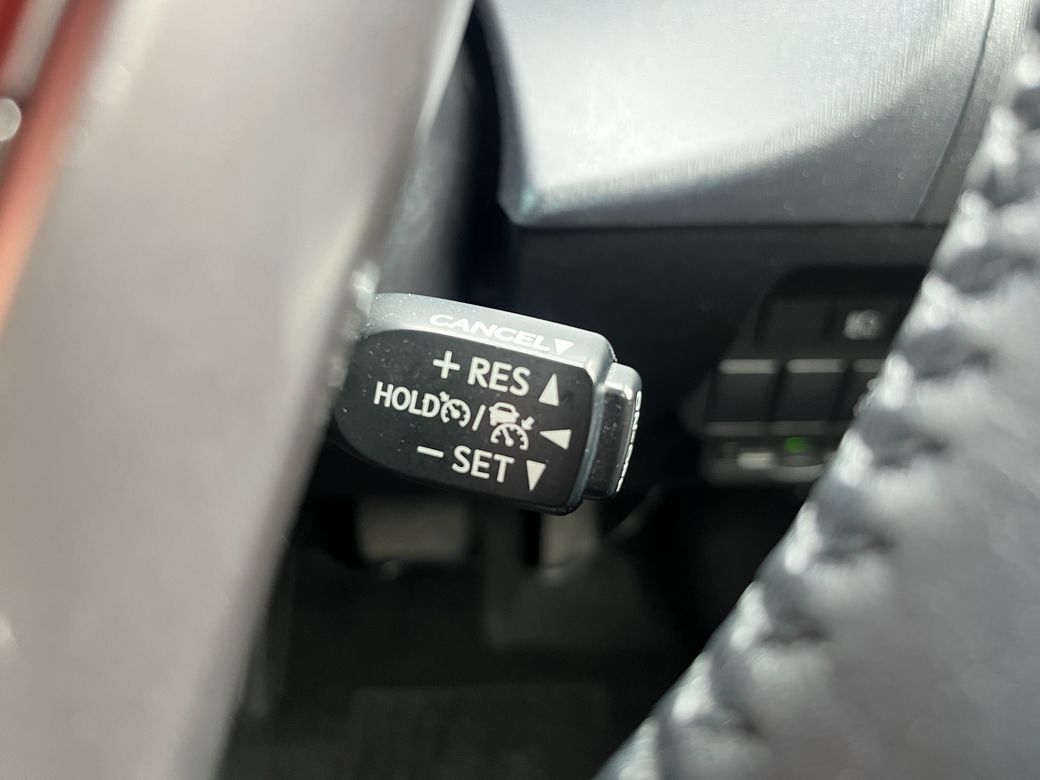 CANCEL▼
+ RES ▲
HOLD / ◀
− SET ▼